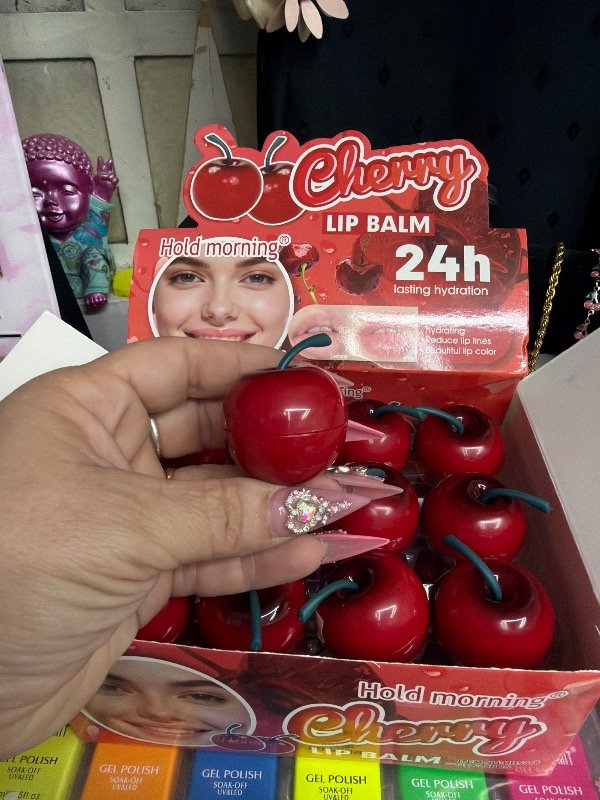 Cherry
LIP BALM
Hold morning®
24h
lasting hydration
hydrating
Reduce lip lines
Beautiful lip color
Hold morning®
Cherry
LIP BALM
GEL POLISH
SOAK-OFF
UV&LED
GEL POLISH
SOAK-OFF
UV&LED
GEL POLISH
SOAK-OFF
UV&LED
GEL POLISH
SOAK-OFF
UV&LED
GEL POLISH
SOAK-OFF
GEL POLISH